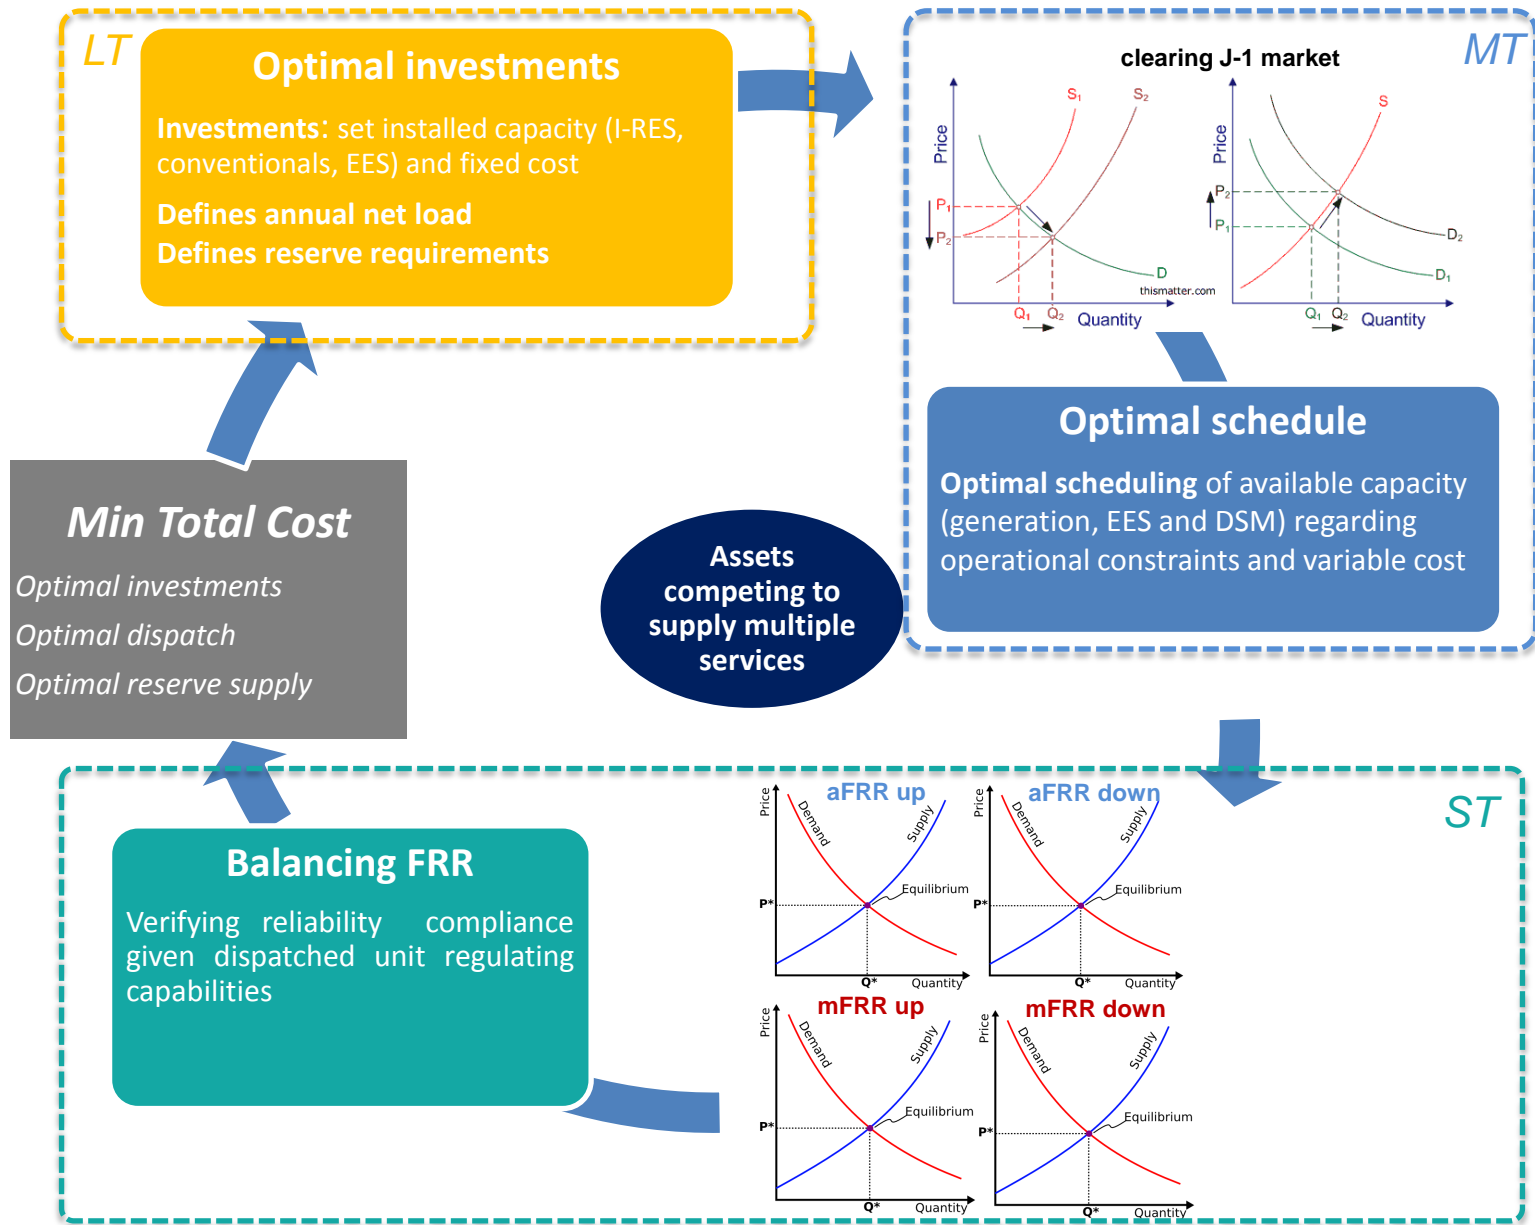 LT
Optimal investments
Investments: set installed capacity (I-RES,
conventionals, EES) and fixed cost
Defines annual net load
Defines reserve requirements
MT
clearing J-1 market
Price
S1
S2
P1
P2
D
thismatter.com
Q1
Q2
Quantity
Price
S
P2
P1
D2
D1
Q1
Q2
Quantity
Optimal schedule
Optimal scheduling of available capacity
(generation, EES and DSM) regarding
operational constraints and variable cost
Min Total Cost
Optimal investments
Optimal dispatch
Optimal reserve supply
Assets
competing to
supply multiple
services
ST
Balancing FRR
Verifying reliability compliance
given dispatched unit regulating
capabilities
aFRR up
Price
Demand
Supply
Equilibrium
P*
Q*
Quantity
aFRR down
Price
Demand
Supply
Equilibrium
P*
Q*
Quantity
mFRR up
Price
Demand
Supply
Equilibrium
P*
Q*
Quantity
mFRR down
Price
Demand
Supply
Equilibrium
P*
Q*
Quantity